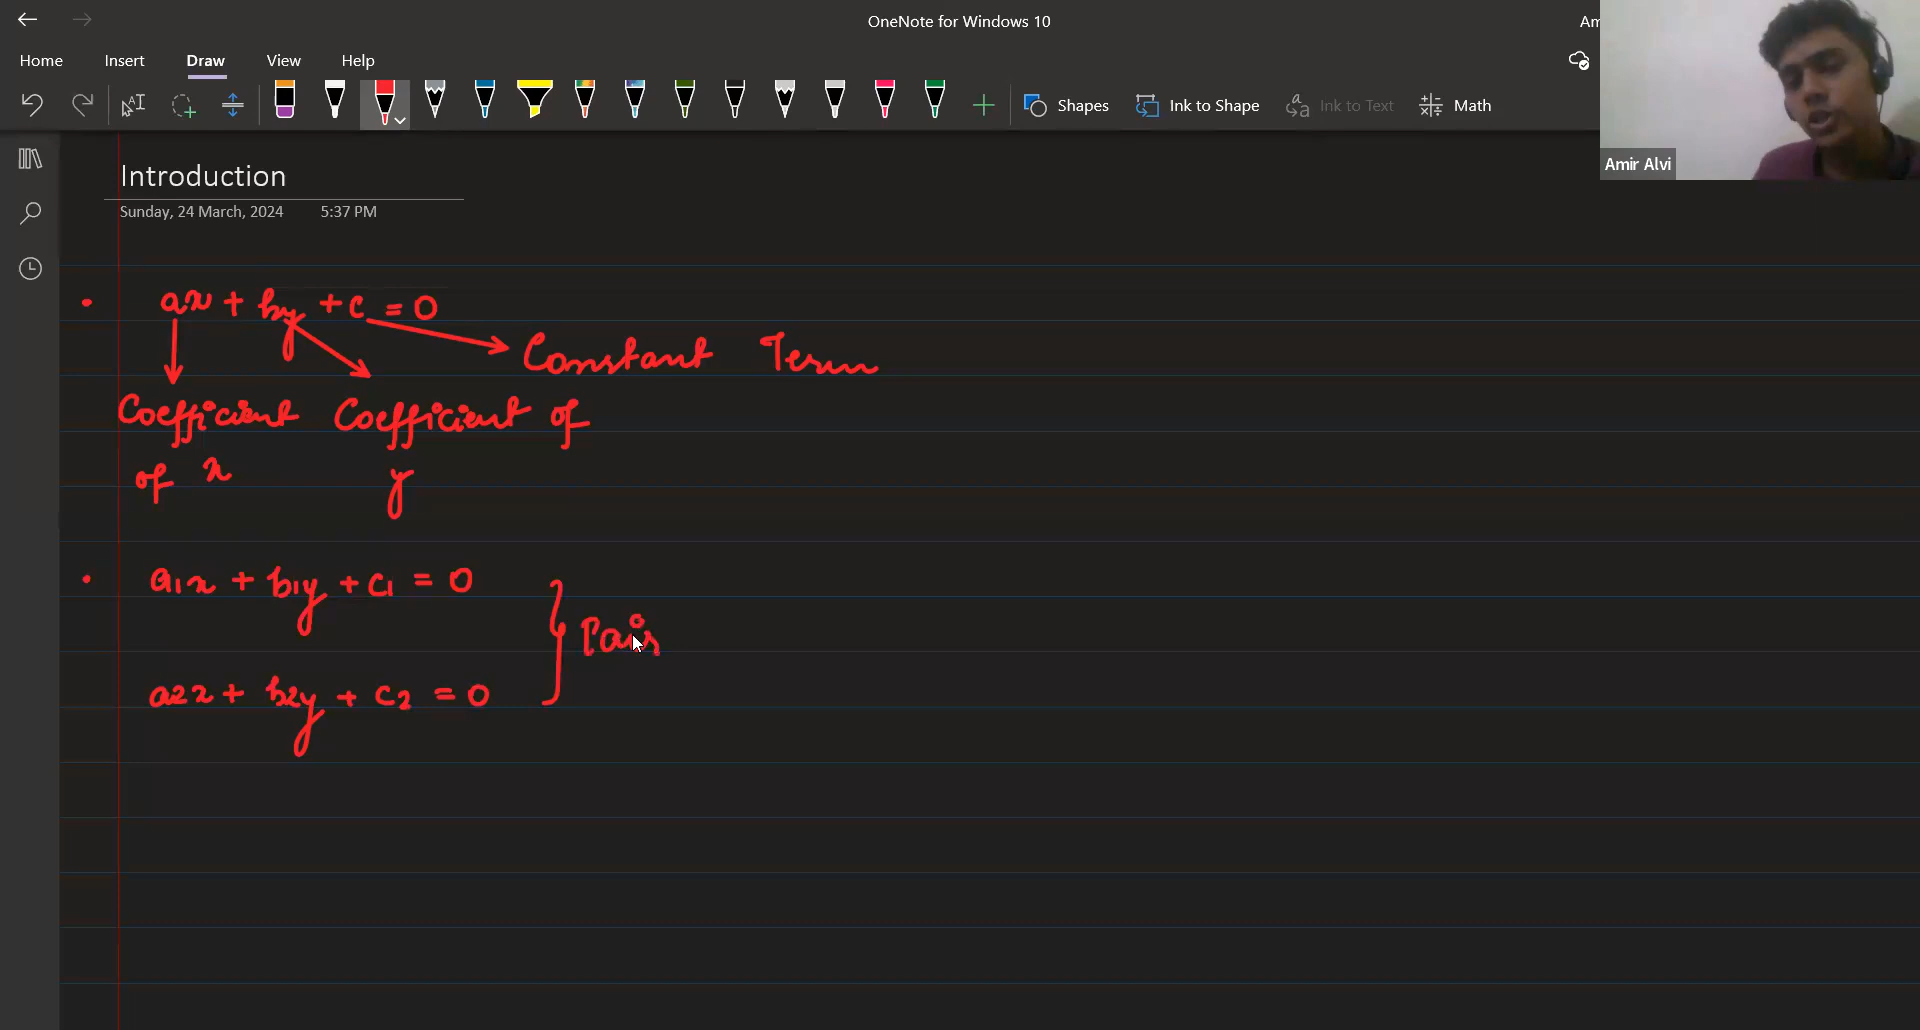 OneNote for Windows 10
Am
Home Insert Draw View Help
Shapes Ink to Shape Ink to Text Math
Amir Alvi
Introduction
Sunday, 24 March, 2024 5:37 PM
• ax + by + c = 0
Constant Term
Coefficient Coefficient of
of x y
• a1x + b1y + c1 = 0
Pair
a2x + b2y + c2 = 0